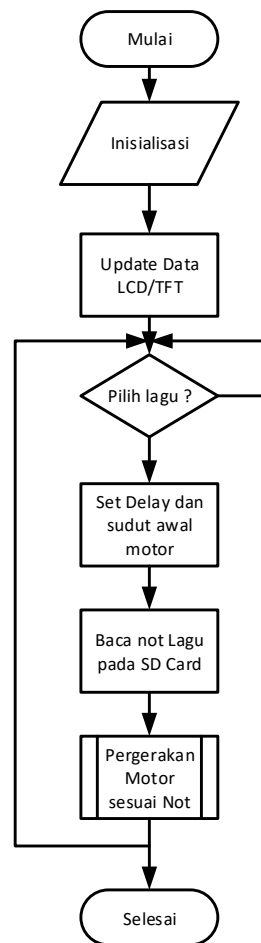 Mulai
Inisialisasi
Update Data
LCD/TFT
Pilih lagu ?
Set Delay dan
sudut awal
motor
Baca not Lagu
pada SD Card
Pergerakan
Motor
sesuai Not
Selesai